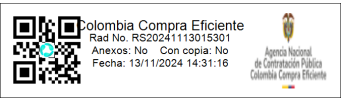 Colombia Compra Eficiente
Rad No. RS20241113015301
Anexos: No Con copia: No
Fecha: 13/11/2024 14:31:16
Agencia Nacional
de Contratación Pública
Colombia Compra Eficiente